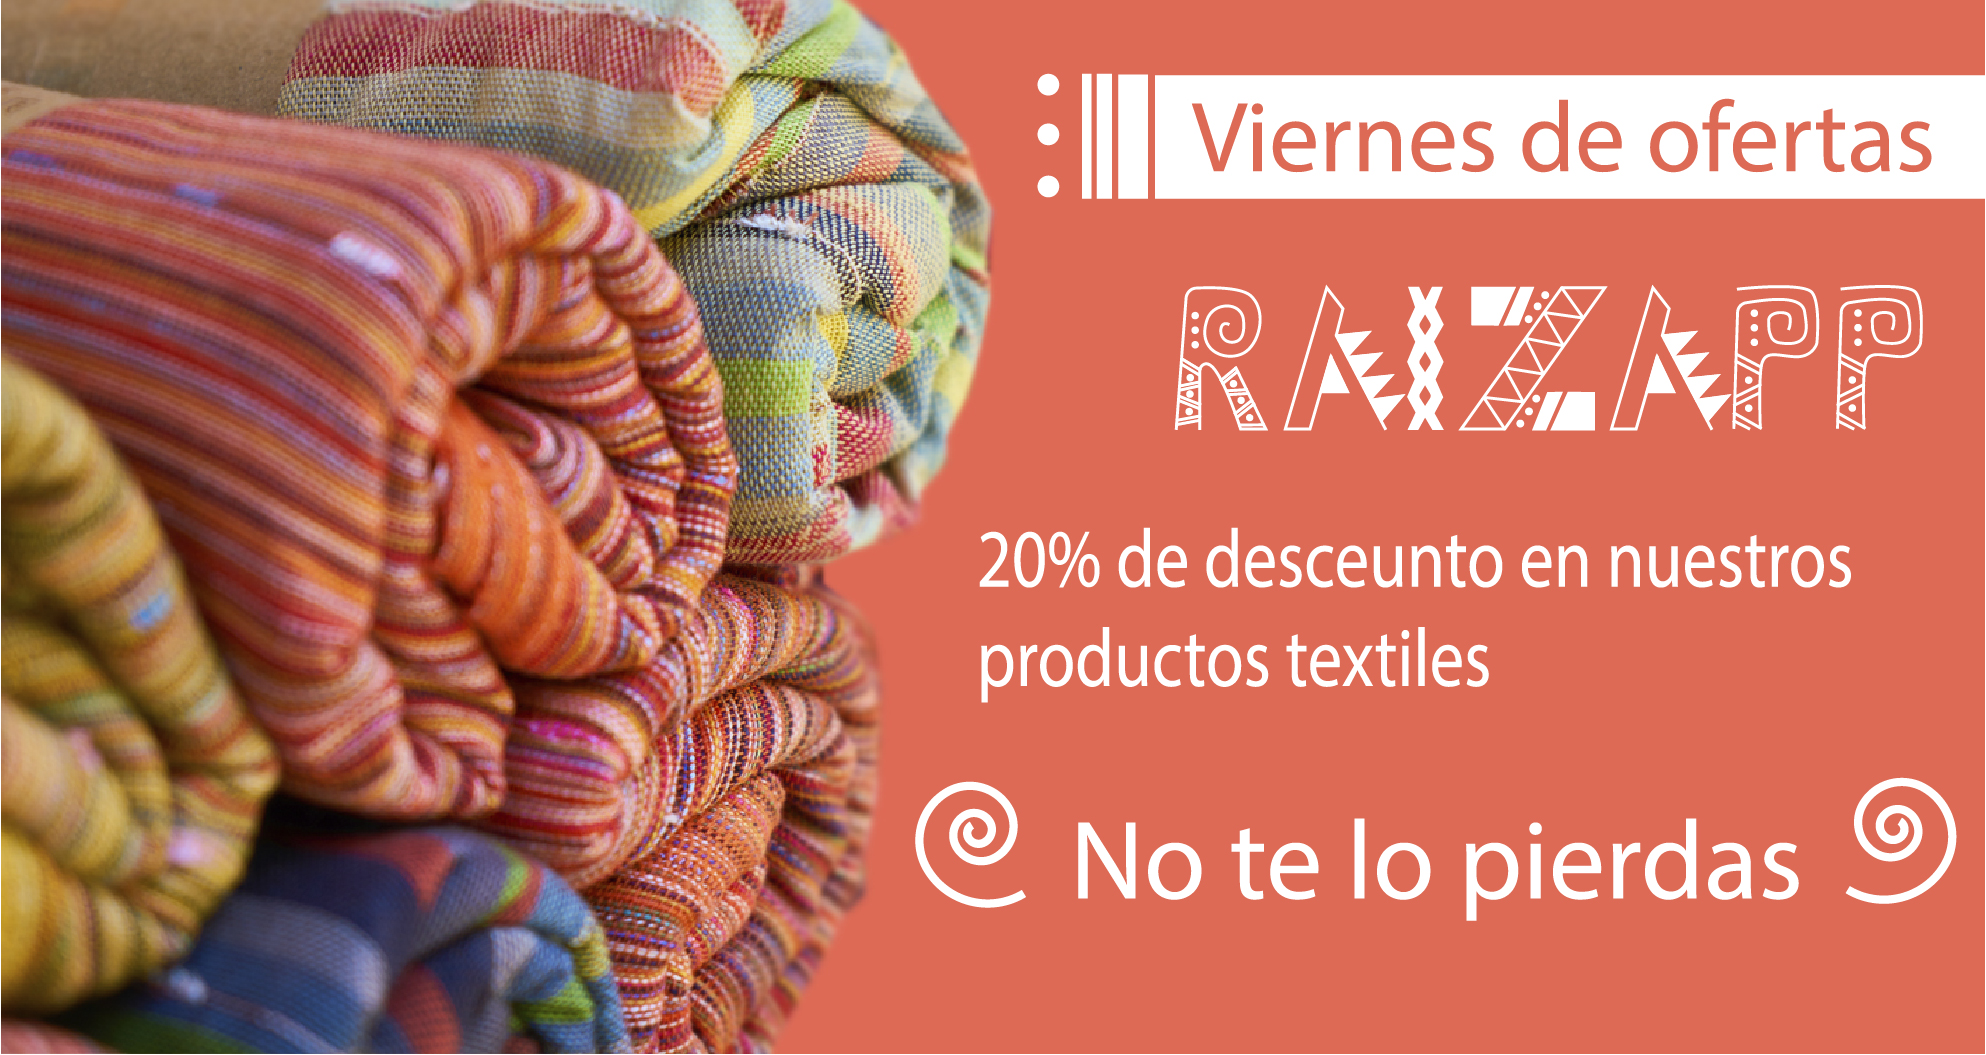 Viernes de ofertas
RAIZAPP
20% de desceunto en nuestros
productos textiles
No te lo pierdas